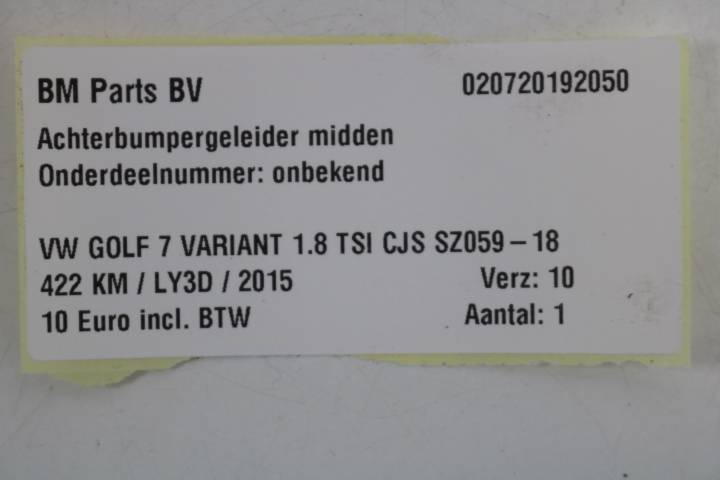 BM Parts BV 020720192050
Achterbumpergeleider midden
Onderdeelnummer: onbekend
VW GOLF 7 VARIANT 1.8 TSI CJS SZ059 – 18
422 KM / LY3D / 2015 Verz: 10
10 Euro incl. BTW Aantal: 1